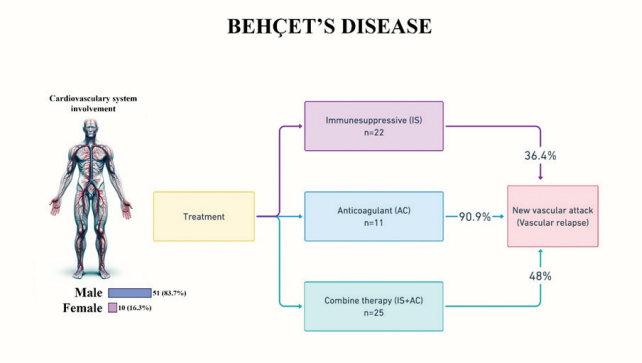 BEHÇET’S DISEASE
Cardiovasculary system
involvement
Immunesuppressive (IS)
n=22
36.4%
Treatment
Anticoagulant (AC)
n=11
90.9%
New vascular attack
(Vascular relapse)
48%
Combine therapy (IS+AC)
n=25
Male 51 (83.7%)
Female 10 (16.3%)